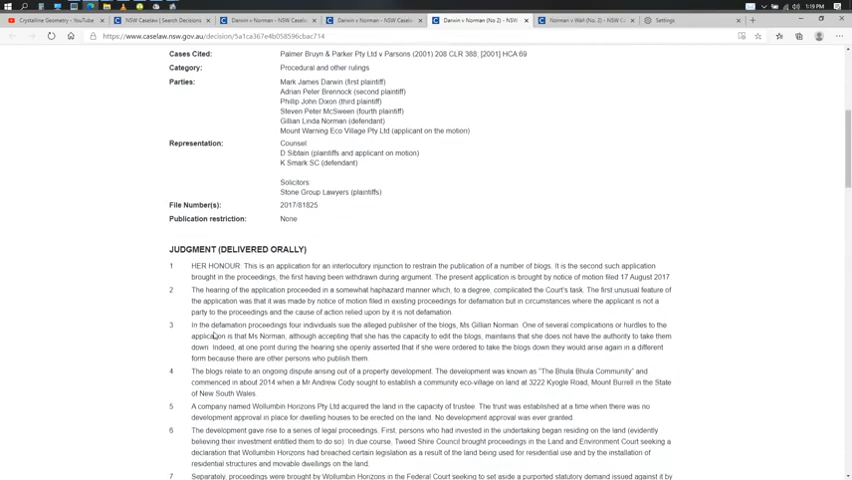 Crystalline Geometry - YouTube
NSW Caselaw | Search Decisions
Darwin v Norman - NSW Caselaw
Darwin v Norman - NSW Caselaw
Darwin v Norman (No 2) - NSW
Norman v Wall (No. 2) - NSW Ca
Settings
1:19 PM
https://www.caselaw.nsw.gov.au/decision/5a1ca367e4b058596cbac714
Cases Cited: Palmer Bruyn & Parker Pty Ltd v Parsons (2001) 208 CLR 388; [2001] HCA 69
Category: Procedural and other rulings
Parties: Mark James Darwin (first plaintiff)
Adrian Peter Brennock (second plaintiff)
Phillip John Dixon (third plaintiff)
Steven Peter McSween (fourth plaintiff)
Gillian Linda Norman (defendant)
Mount Warning Eco Village Pty Ltd (applicant on the motion)
Representation: Counsel
D Sibtain (plaintiffs and applicant on motion)
K Smark SC (defendant)
Solicitors
Stone Group Lawyers (plaintiffs)
File Number(s): 2017/81825
Publication restriction: None
JUDGMENT (DELIVERED ORALLY)
1 HER HONOUR: This is an application for an interlocutory injunction to restrain the publication of a number of blogs. It is the second such application
brought in the proceedings, the first having been withdrawn during argument. The present application is brought by notice of motion filed 17 August 2017.
2 The hearing of the application proceeded in a somewhat haphazard manner which, to a degree, complicated the Court's task. The first unusual feature of
the application was that it was made by notice of motion filed in existing proceedings for defamation but in circumstances where the applicant is not a
party to the proceedings and the cause of action relied upon by it is not defamation.
3 In the defamation proceedings four individuals sue the alleged publisher of the blogs, Ms Gillian Norman. One of several complications or hurdles to the
application is that Ms Norman, although accepting that she has the capacity to edit the blogs, maintains that she does not have the authority to take them
down. Indeed, at one point during the hearing she openly asserted that if she were ordered to take the blogs down they would arise again in a different
form because there are other persons who publish them.
4 The blogs relate to an ongoing dispute arising out of a property development. The development was known as "The Bhula Bhula Community" and
commenced in about 2014 when a Mr Andrew Cody sought to establish a community eco-village on land at 3222 Kyogle Road, Mount Burrell in the State
of New South Wales.
5 A company named Wollumbin Horizons Pty Ltd acquired the land in the capacity of trustee. The trust was established at a time when there was no
development approval in place for dwelling houses to be erected on the land. No development approval was ever granted.
6 The development gave rise to a series of legal proceedings. First, persons who had invested in the undertaking began residing on the land (evidently
believing their investment entitled them to do so). In due course, Tweed Shire Council brought proceedings in the Land and Environment Court seeking a
declaration that Wollumbin Horizons had breached certain legislation as a result of the land being used for residential use and by the installation of
residential structures and movable dwellings on the land.
7 Separately, proceedings were brought by Wollumbin Horizons in the Federal Court seeking to set aside a purported statutory demand issued against it by